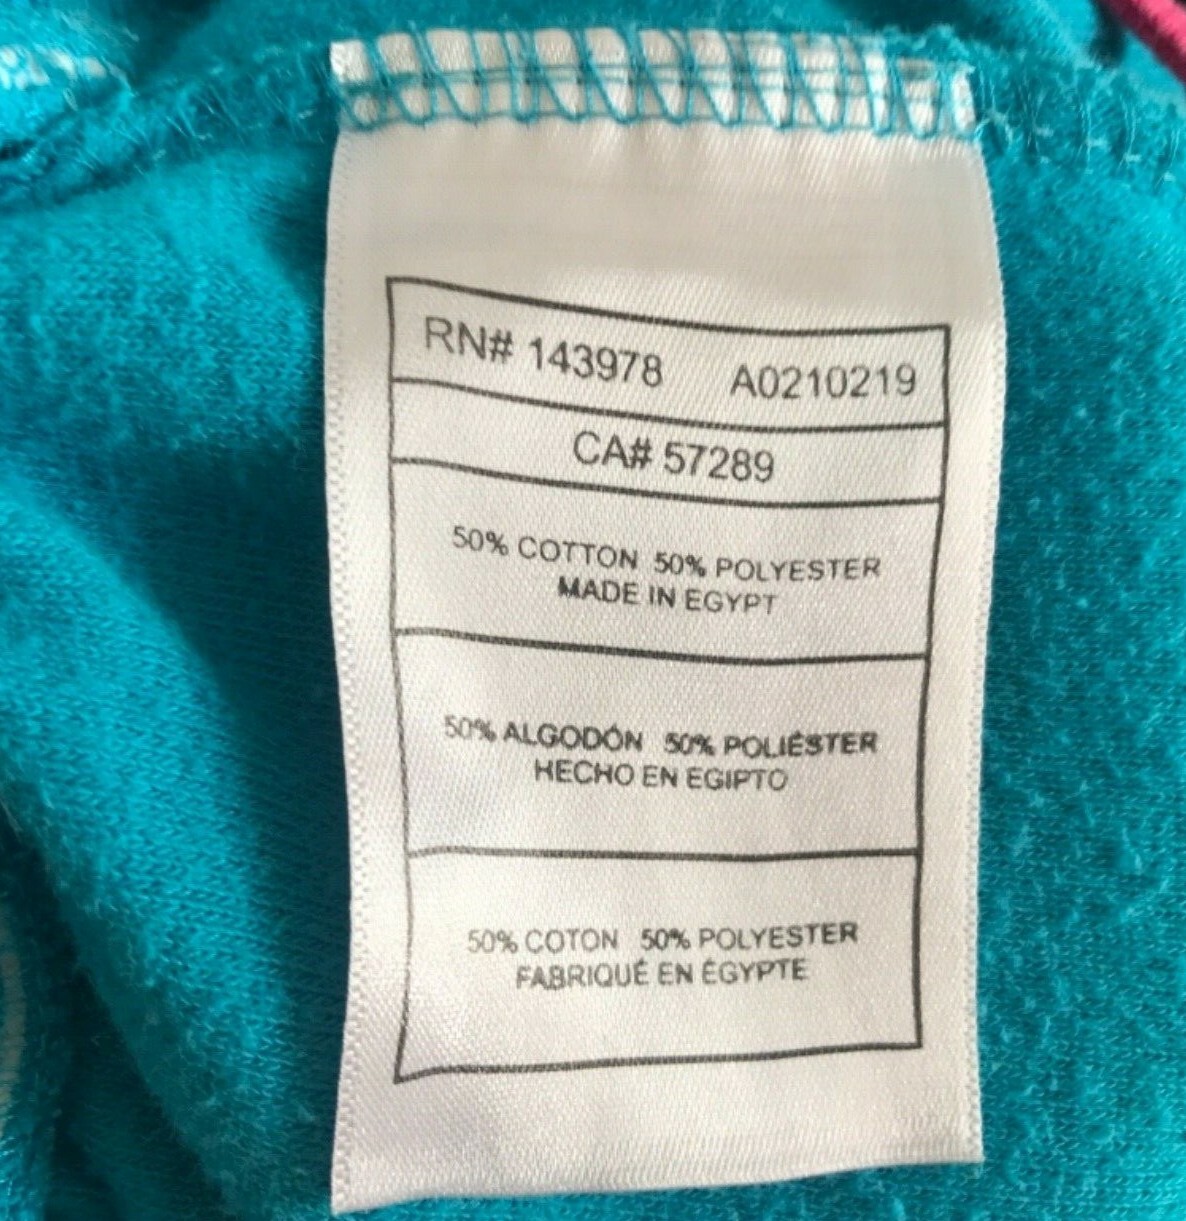 RN# 143978 A0210219
CA# 57289
50% COTTON 50% POLYESTER
MADE IN EGYPT
50% ALGODÓN 50% POLIÉSTER
HECHO EN EGIPTO
50% COTON 50% POLYESTER
FABRIQUÉ EN ÉGYPTE